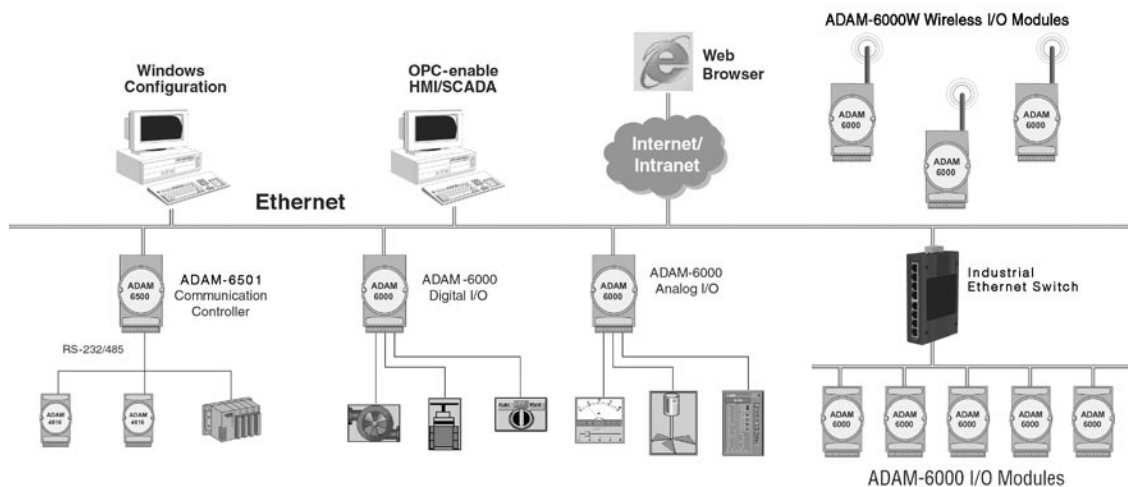 ADAM-6000W Wireless I/O Modules
Windows
Configuration
OPC-enable
HMI/SCADA
Web
Browser
ADAM
6000
ADAM
6000
ADAM
6000
Internet/
Intranet
Ethernet
ADAM
6500
ADAM-6501
Communication
Controller
ADAM
6000
ADAM-6000
Digital I/O
ADAM
6000
ADAM-6000
Analog I/O
Industrial
Ethernet Switch
RS-232/485
ADAM
4016
ADAM
4016
ADAM
6000
ADAM
6000
ADAM
6000
ADAM
6000
ADAM
6000
ADAM-6000 I/O Modules